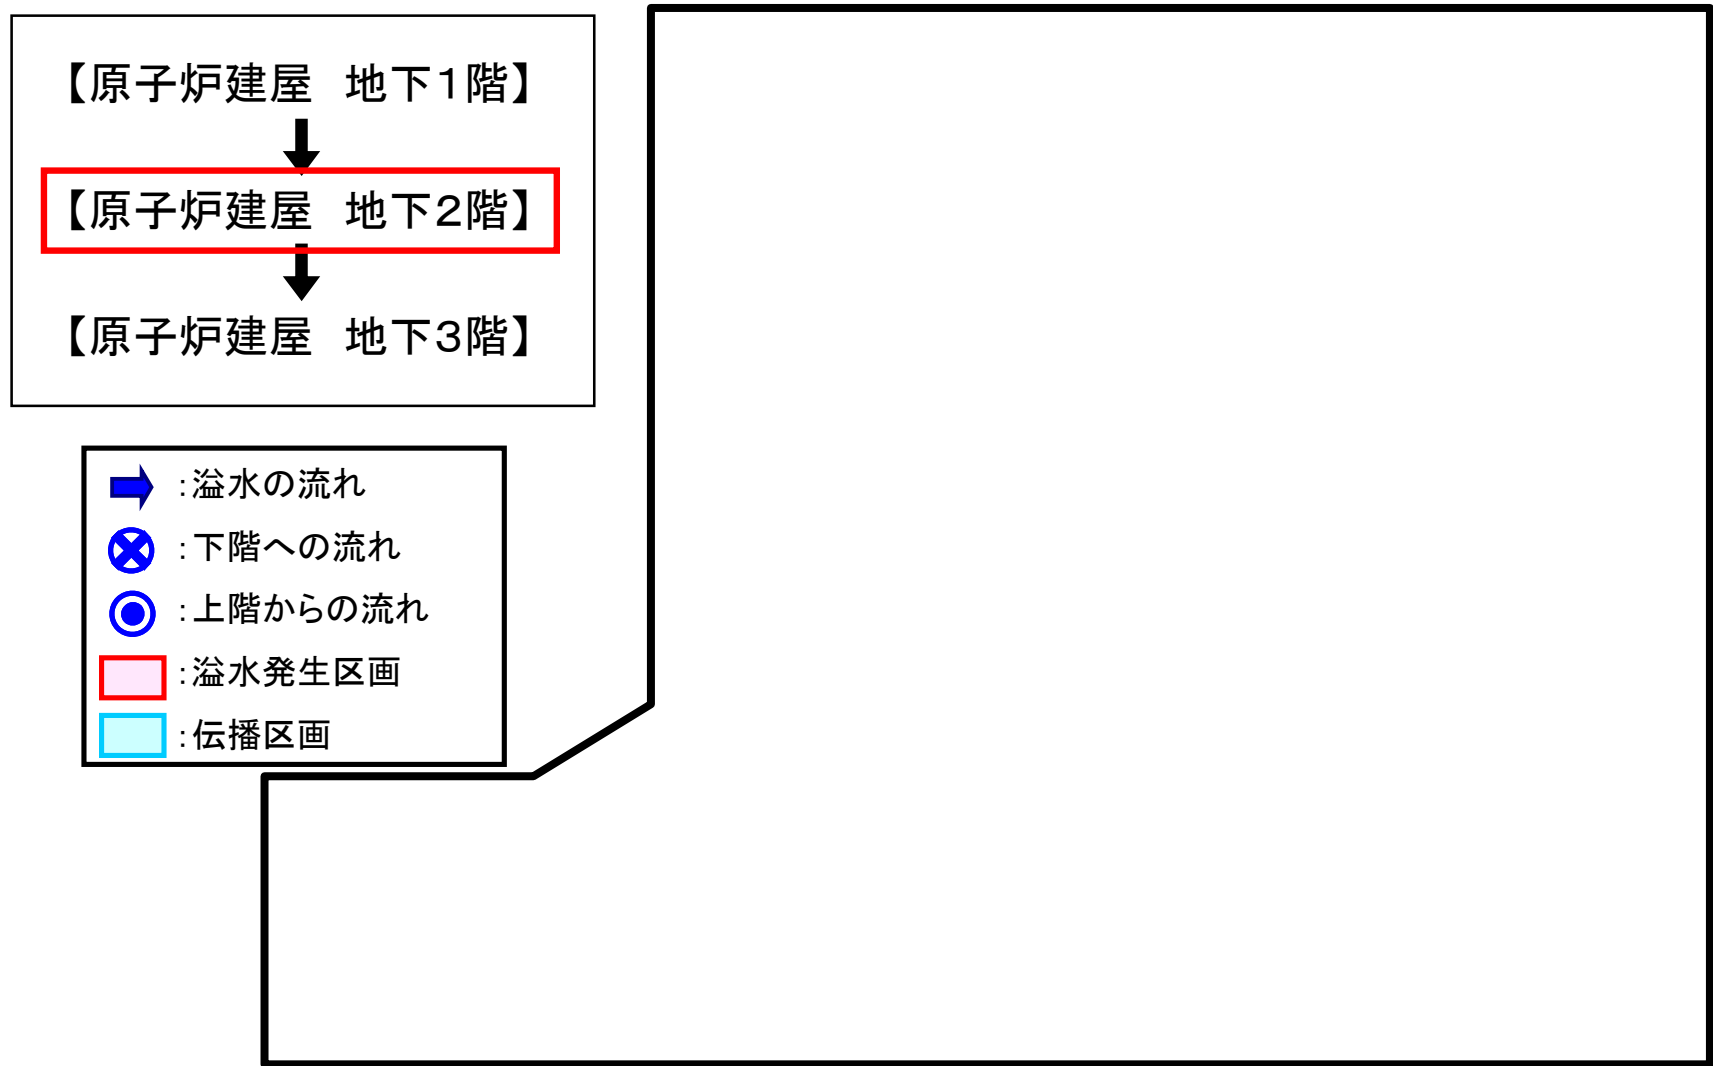 【原子炉建屋　地下1階】
【原子炉建屋　地下2階】
【原子炉建屋　地下3階】
:溢水の流れ
:下階への流れ
:上階からの流れ
:溢水発生区画
:伝播区画